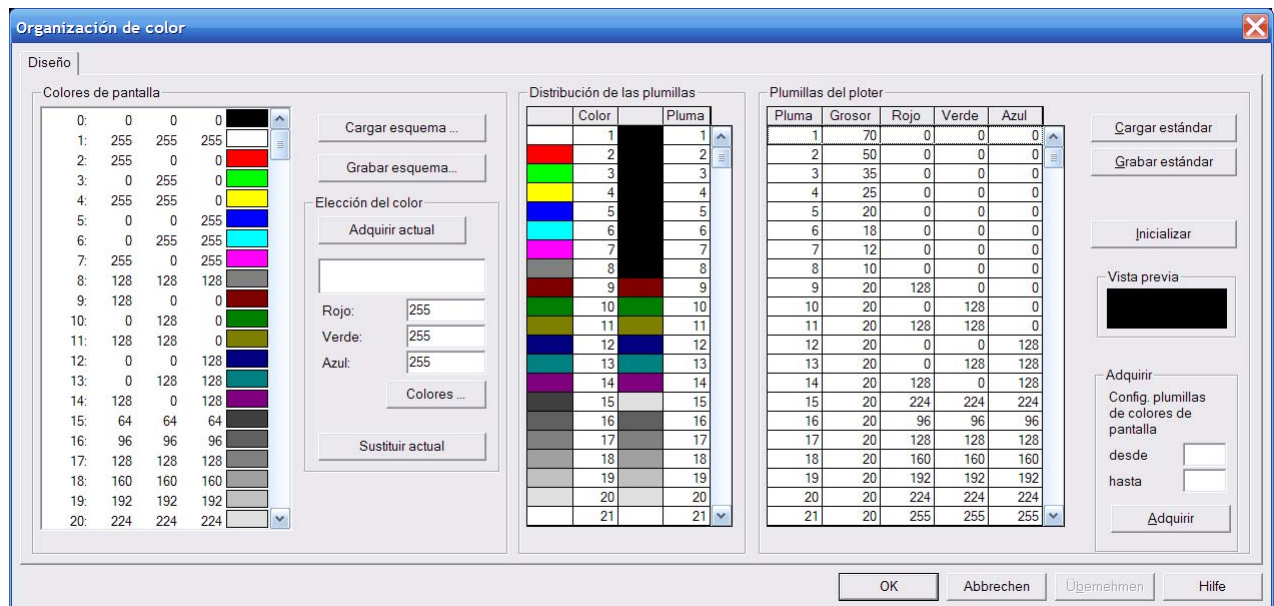 Organización de color
Diseño
Colores de pantalla
0: 0 0 0
1: 255 255 255
2: 255 0 0
3: 0 255 0
4: 255 255 0
5: 0 0 255
6: 0 255 255
7: 255 0 255
8: 128 128 128
9: 128 0 0
10: 0 128 0
11: 128 128 0
12: 0 0 128
13: 0 128 128
14: 128 0 128
15: 64 64 64
16: 96 96 96
17: 128 128 128
18: 160 160 160
19: 192 192 192
20: 224 224 224
Cargar esquema ...
Grabar esquema...
Elección del color
Adquirir actual
Rojo: 255
Verde: 255
Azul: 255
Colores ...
Sustituir actual
Distribución de las plumillas
Color Pluma
1 1
2 2
3 3
4 4
5 5
6 6
7 7
8 8
9 9
10 10
11 11
12 12
13 13
14 14
15 15
16 16
17 17
18 18
19 19
20 20
21 21
Plumillas del ploter
Pluma Grosor Rojo Verde Azul
1 70 0 0 0
2 50 0 0 0
3 35 0 0 0
4 25 0 0 0
5 20 0 0 0
6 18 0 0 0
7 12 0 0 0
8 10 0 0 0
9 20 128 0 0
10 20 0 128 0
11 20 128 128 0
12 20 0 0 128
13 20 0 128 128
14 20 128 0 128
15 20 224 224 224
16 20 96 96 96
17 20 128 128 128
18 20 160 160 160
19 20 192 192 192
20 20 224 224 224
21 20 255 255 255
Cargar estándar
Grabar estándar
Inicializar
Vista previa
Adquirir
Config. plumillas
de colores de
pantalla
desde
hasta
Adquirir
OK
Abbrechen
Übernehmen
Hilfe